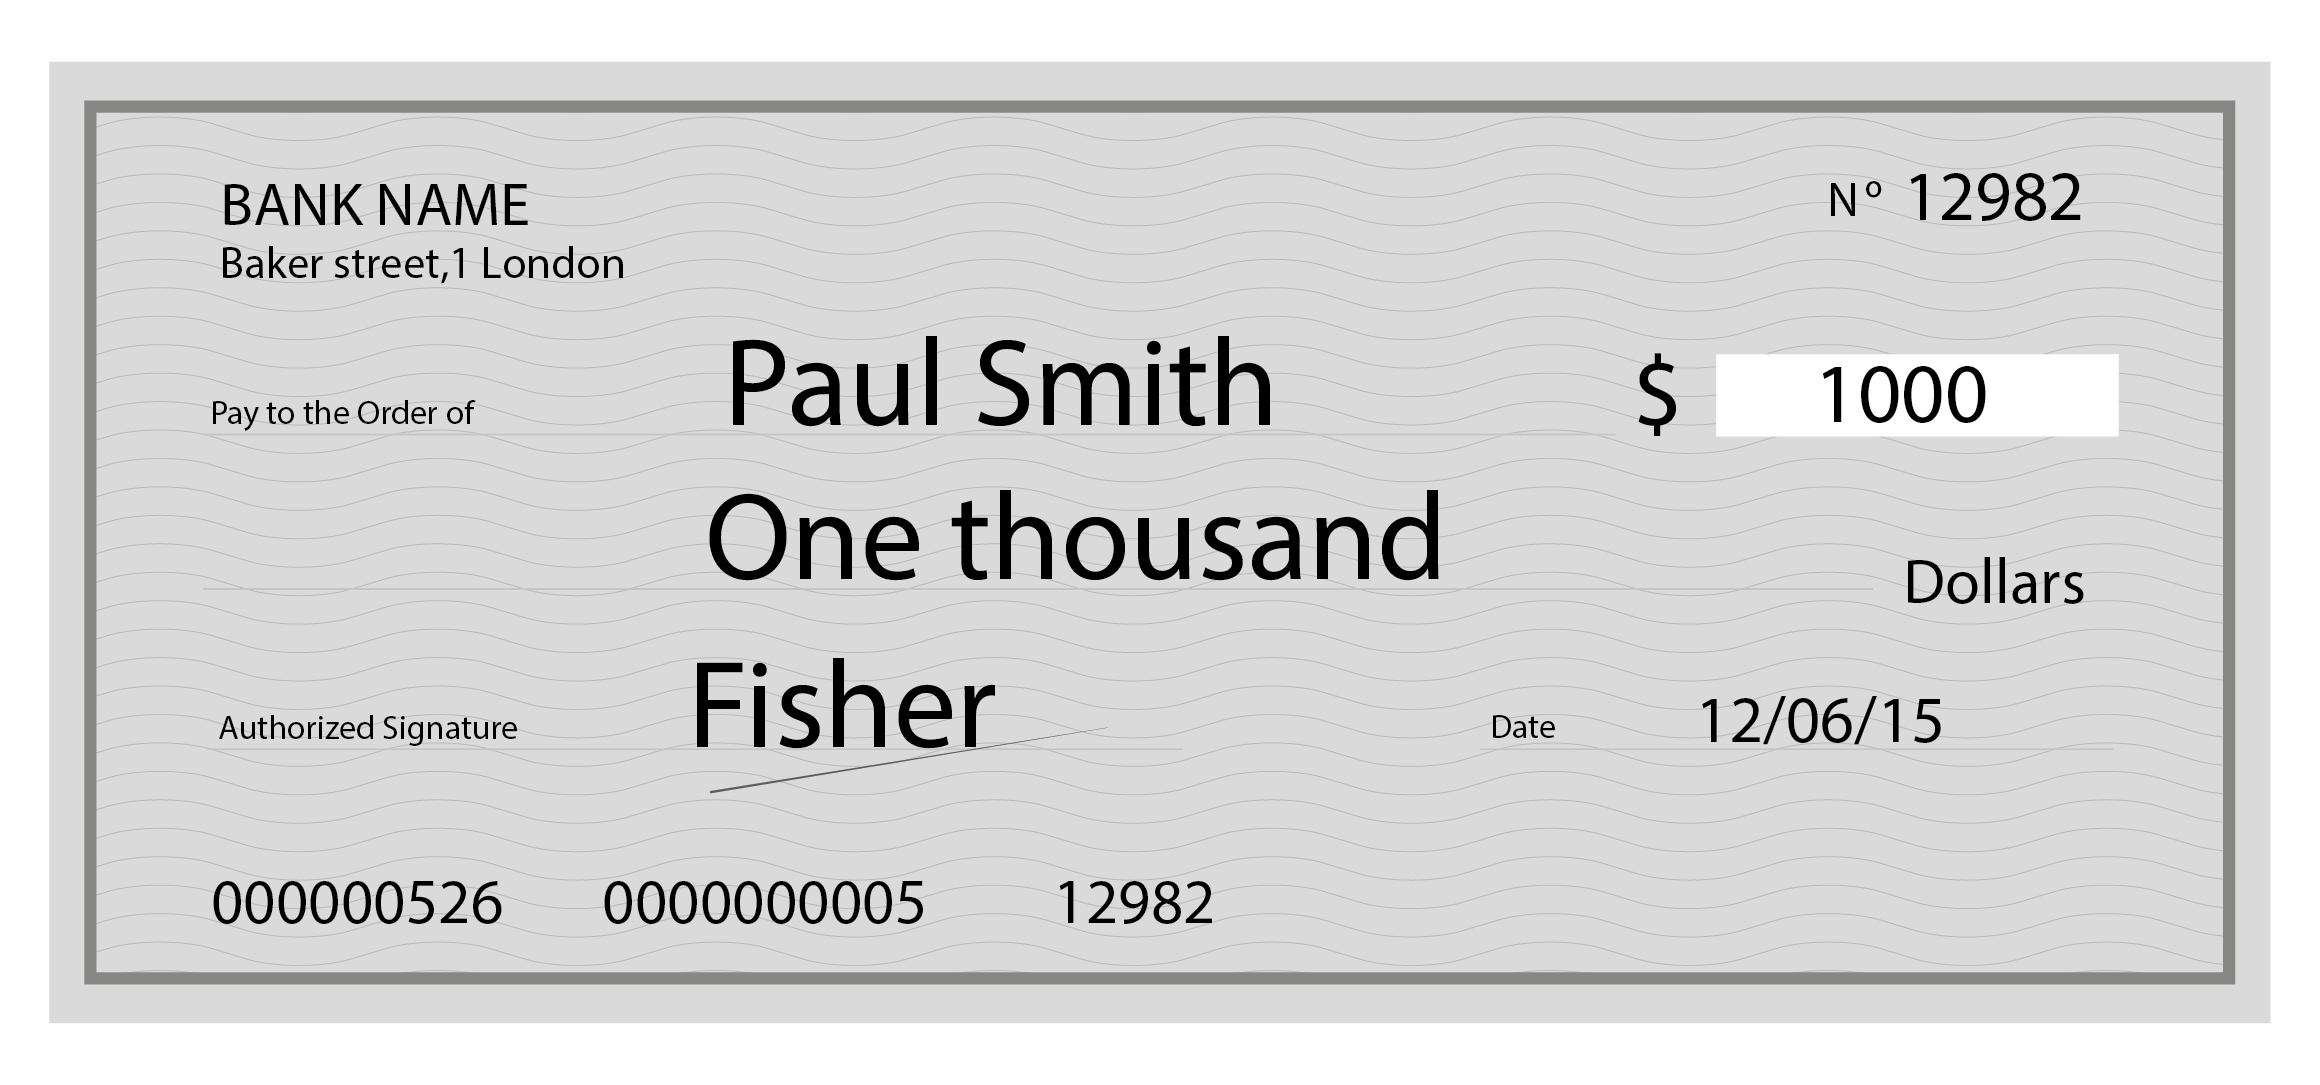 BANK NAME
Nº 12982
Baker street,1 London
Pay to the Order of Paul Smith $ 1000
One thousand Dollars
Authorized Signature Fisher Date 12/06/15
000000526 0000000005 12982